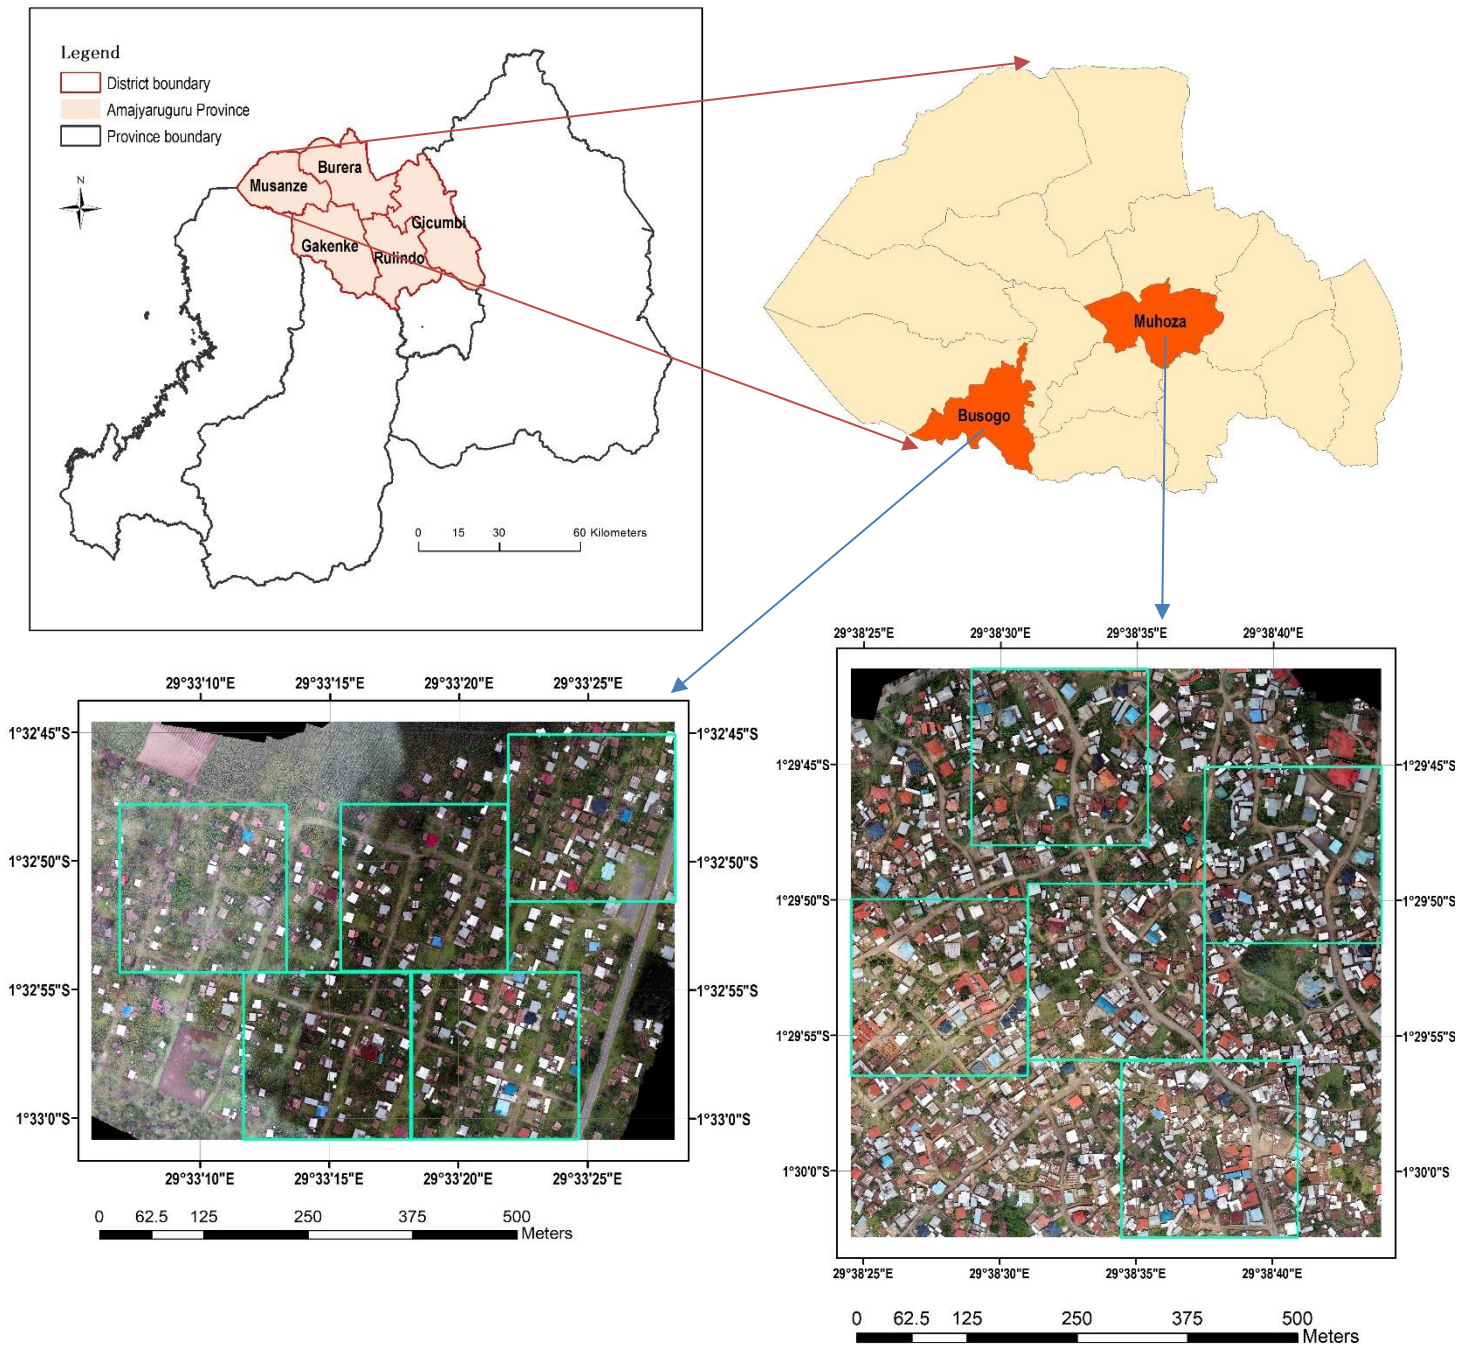 Legend
District boundary
Amajyaruguru Province
Province boundary
N
Burera
Musanze
Gicumbi
Gakenke
Rulindo
0 15 30 60 Kilometers
Muhoza
Busogo
29°33'10"E 29°33'15"E 29°33'20"E 29°33'25"E
1°32'45"S 1°32'45"S
1°32'50"S 1°32'50"S
1°32'55"S 1°32'55"S
1°33'0"S 1°33'0"S
29°33'10"E 29°33'15"E 29°33'20"E 29°33'25"E
0 62.5 125 250 375 500
Meters
29°38'25"E 29°38'30"E 29°38'35"E 29°38'40"E
1°29'45"S 1°29'45"S
1°29'50"S 1°29'50"S
1°29'55"S 1°29'55"S
1°30'0"S 1°30'0"S
29°38'25"E 29°38'30"E 29°38'35"E 29°38'40"E
0 62.5 125 250 375 500
Meters